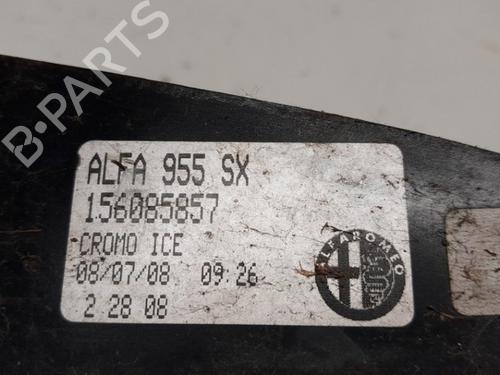 B-PARTS
ALFA 955 SX
156085857
CROMO ICE
08/07/08 09:26
2 28 08
ALFA ROMEO